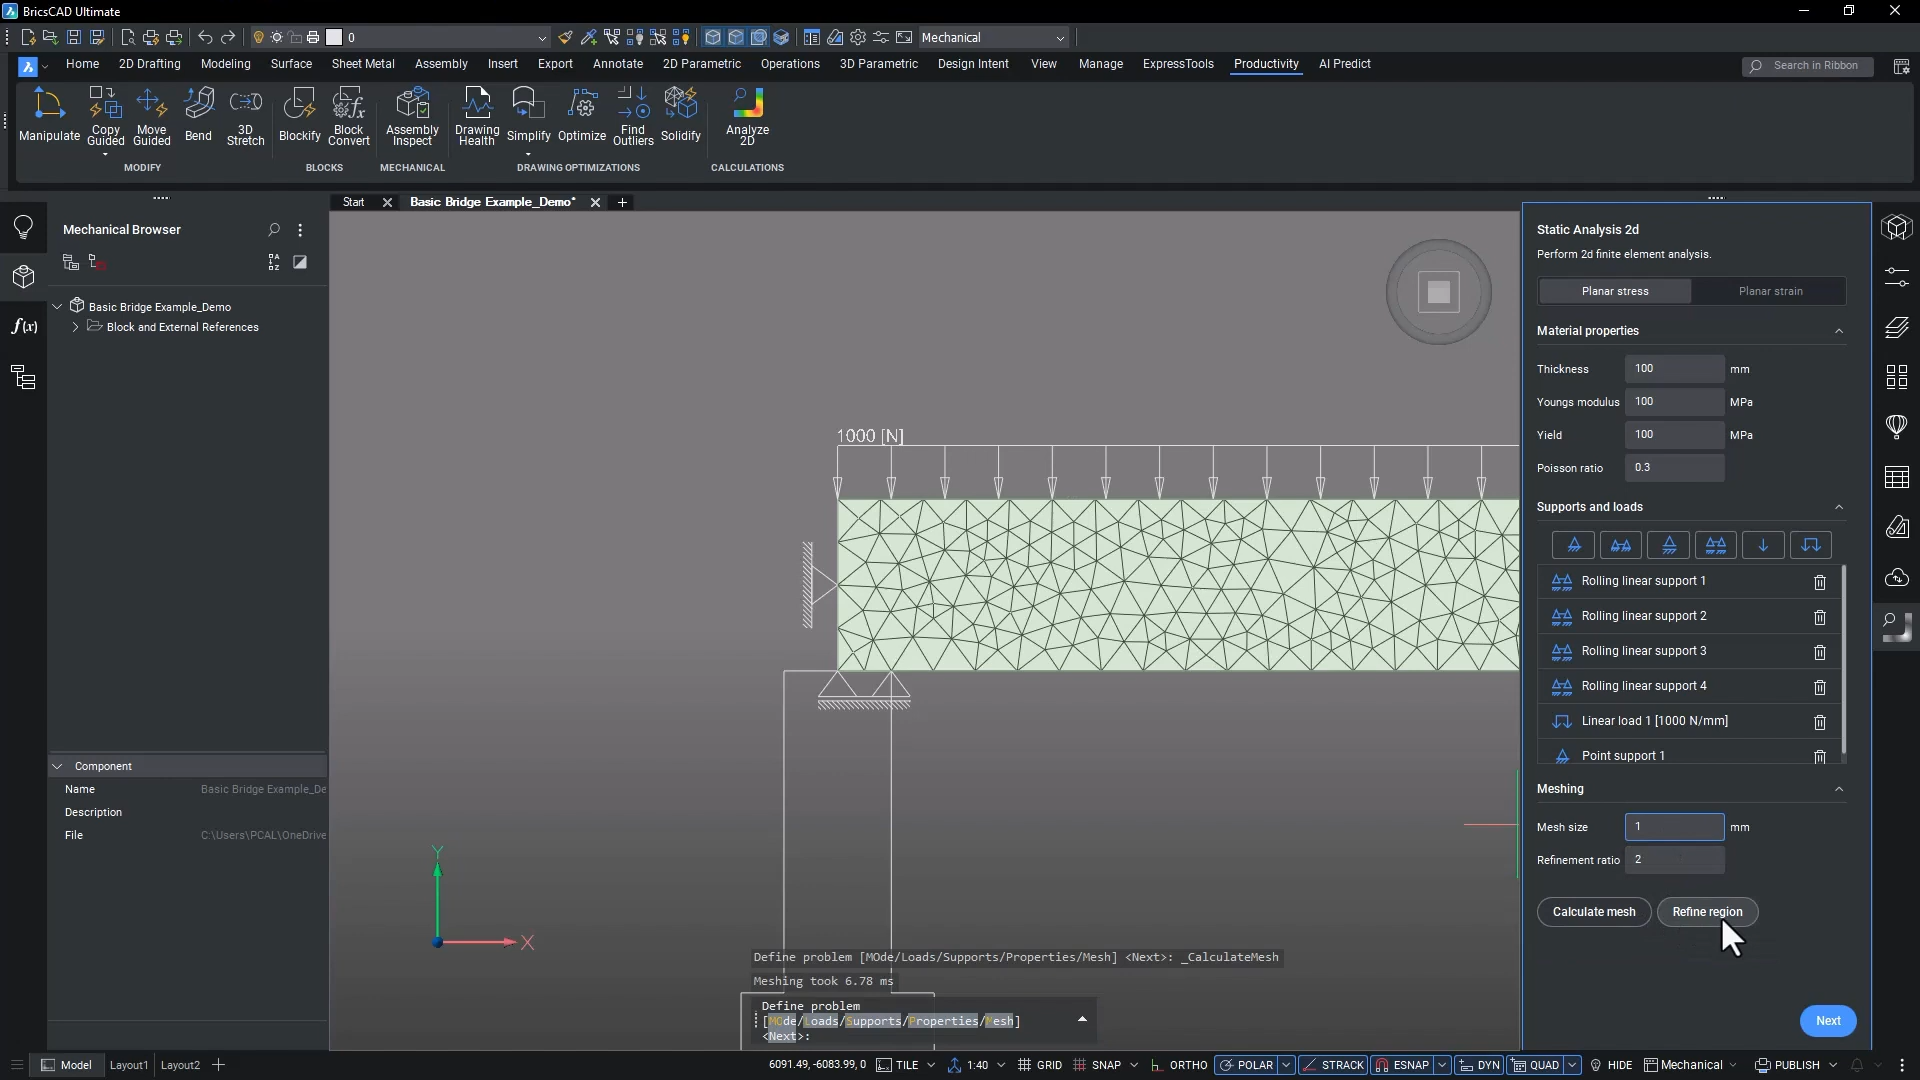 BricsCAD Ultimate
0
Mechanical
Home
2D Drafting
Modeling
Surface
Sheet Metal
Assembly
Insert
Export
Annotate
2D Parametric
Operations
3D Parametric
Design Intent
View
Manage
ExpressTools
Productivity
AI Predict
Search in Ribbon
Manipulate
Copy
Guided
Move
Guided
Bend
3D
Stretch
Blockify
Block
Convert
Assembly
Inspect
Drawing
Health
Simplify
Optimize
Find
Outliers
Solidify
Analyze
2D
MODIFY
BLOCKS
MECHANICAL
DRAWING OPTIMIZATIONS
CALCULATIONS
Start
Basic Bridge Example_Demo*
Mechanical Browser
f(x)
Basic Bridge Example_Demo
Block and External References
Component
Name
Basic Bridge Example_De
Description
File
C:\Users\PCAL\OneDrive
1000 [N]
Y
X
Define problem [MOde/Loads/Supports/Properties/Mesh] <Next>: _CalculateMesh
Meshing took 6.78 ms
Define problem
[MOde/Loads/Supports/Properties/Mesh]
<Next>:
Static Analysis 2d
Perform 2d finite element analysis.
Planar stress
Planar strain
Material properties
Thickness
100
mm
Youngs modulus
100
MPa
Yield
100
MPa
Poisson ratio
0.3
Supports and loads
Rolling linear support 1
Rolling linear support 2
Rolling linear support 3
Rolling linear support 4
Linear load 1 [1000 N/mm]
Point support 1
Meshing
Mesh size
1
mm
Refinement ratio
2
Calculate mesh
Refine region
Next
Model
Layout1
Layout2
6091.49, -6083.99, 0
TILE
1:40
GRID
SNAP
ORTHO
POLAR
STRACK
ESNAP
DYN
QUAD
HIDE
Mechanical
PUBLISH